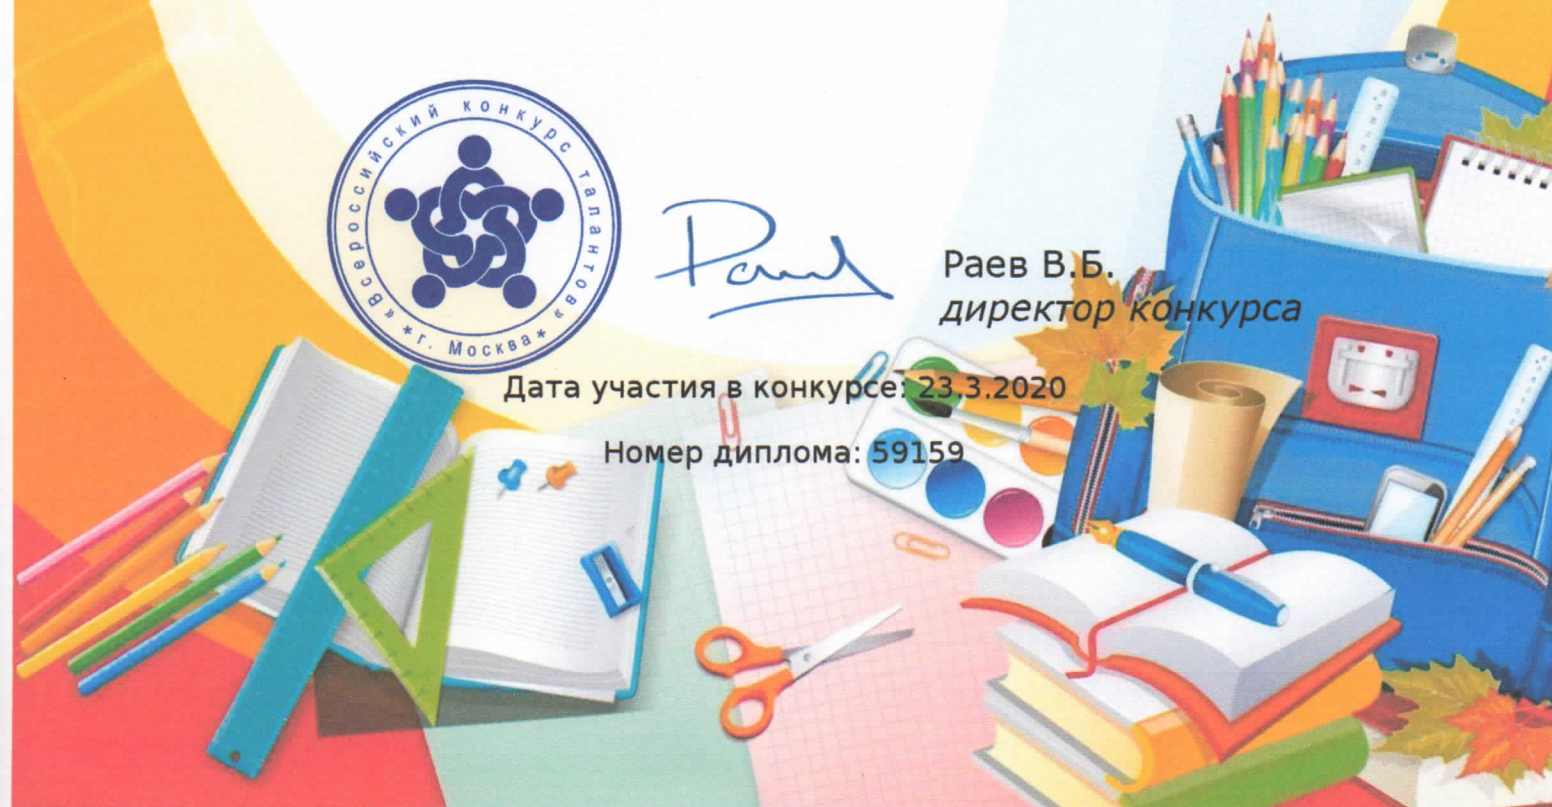 «Всероссийский конкурс талантов»
* г. Москва *
Раев В.Б.
директор конкурса
Дата участия в конкурсе: 23.3.2020
Номер диплома: 59159